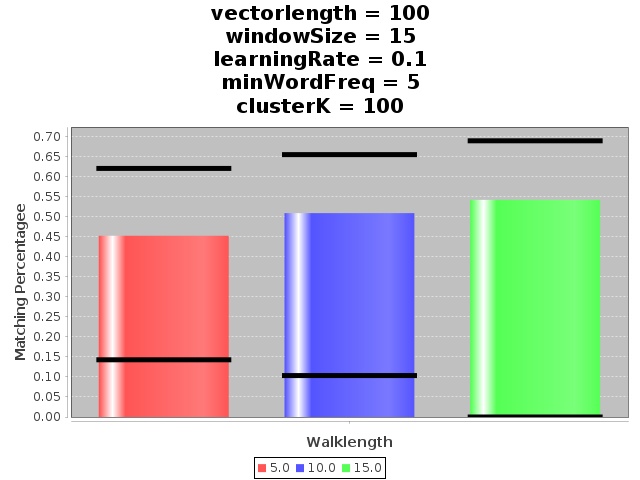 vectorlength = 100
windowSize = 15
learningRate = 0.1
minWordFreq = 5
clusterK = 100
0.70
0.65
0.60
0.55
0.50
0.45
0.40
0.35
0.30
0.25
0.20
0.15
0.10
0.05
0.00
Matching Percentagee
Walklength
5.0 10.0 15.0